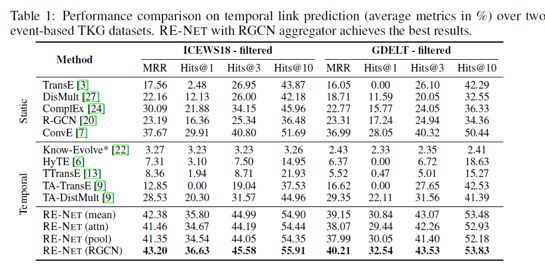 Table 1: Performance comparison on temporal link prediction (average metrics in %) over two
event-based TKG datasets. RE-NET with RGCN aggregator achieves the best results.
Method ICEWS18 - filtered GDELT - filtered
MRR Hits@1 Hits@3 Hits@10 MRR Hits@1 Hits@3 Hits@10
Static
TransE [3] 17.56 2.48 26.95 43.87 16.05 0.00 26.10 42.29
DisMult [27] 22.16 12.13 26.00 42.18 18.71 11.59 20.05 32.55
ComplEx [24] 30.09 21.88 34.15 45.96 22.77 15.77 24.05 36.33
R-GCN [20] 23.19 16.36 25.34 36.48 23.31 17.24 24.94 34.36
ConvE [7] 37.67 29.91 40.80 51.69 36.99 28.05 40.32 50.44
Temporal
Know-Evolve* [22] 3.27 3.23 3.23 3.26 2.43 2.33 2.35 2.41
HyTE [6] 7.31 3.10 7.50 14.95 6.37 0.00 6.72 18.63
TTransE [13] 8.36 1.94 8.71 21.93 5.52 0.47 5.01 15.27
TA-TransE [9] 12.85 0.00 19.04 37.53 16.62 0.00 27.65 42.53
TA-DistMult [9] 28.53 20.30 31.57 44.96 29.35 22.11 31.56 41.39
RE-NET (mean) 42.38 35.80 44.99 54.90 39.15 30.84 43.07 53.48
RE-NET (attn) 41.46 34.67 44.19 54.44 38.07 29.44 42.26 52.93
RE-NET (pool) 41.35 34.54 44.05 54.35 37.99 30.05 41.40 52.18
RE-NET (RGCN) 43.20 36.63 45.58 55.91 40.21 32.54 43.53 53.83